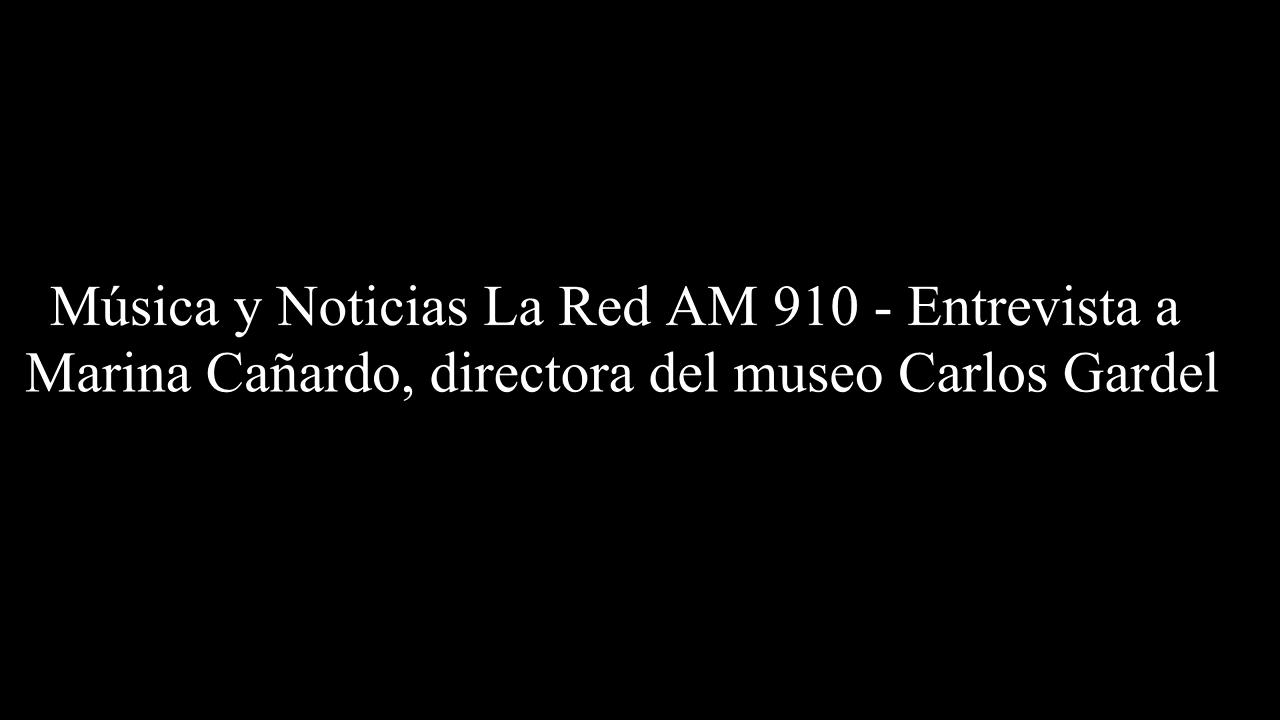 Música y Noticias La Red AM 910 - Entrevista a
Marina Cañardo, directora del museo Carlos Gardel